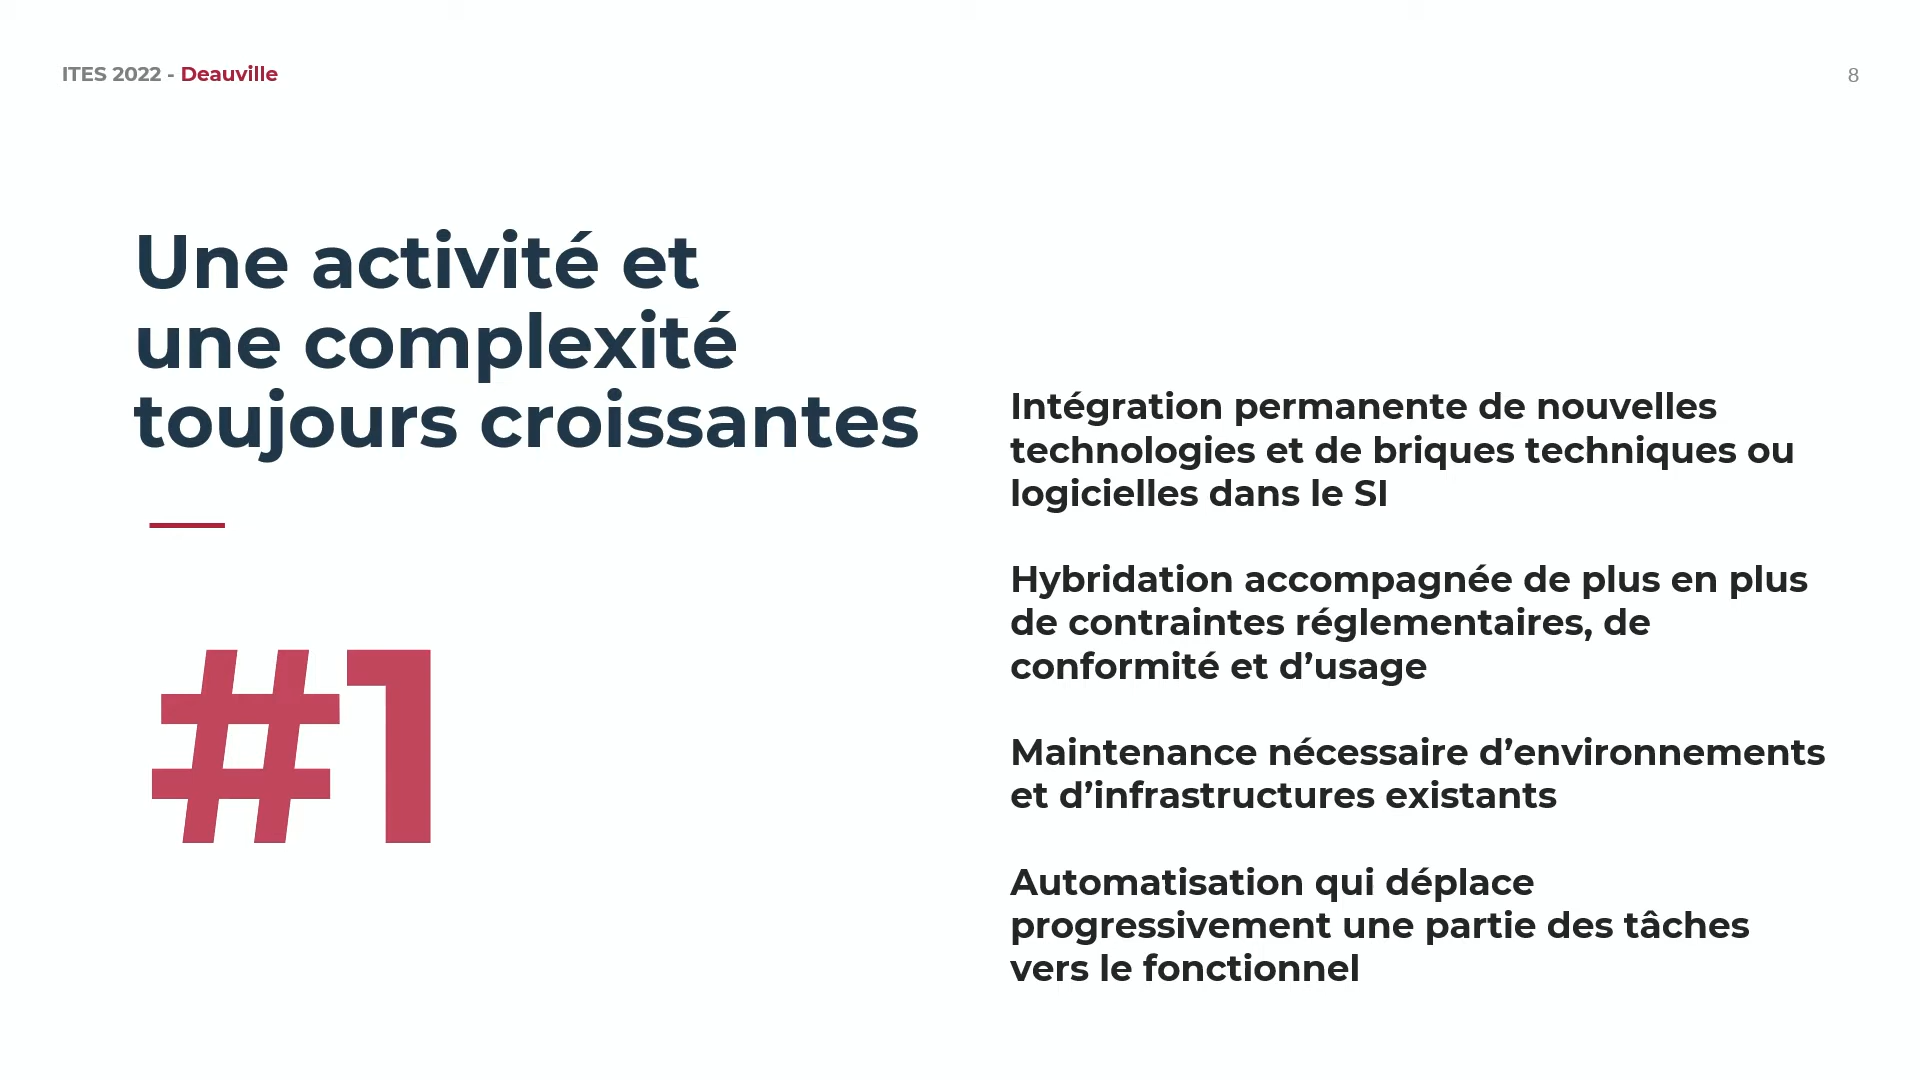 ITES 2022 - Deauville
8
Une activité et
une complexité
toujours croissantes
#1
Intégration permanente de nouvelles
technologies et de briques techniques ou
logicielles dans le SI
Hybridation accompagnée de plus en plus
de contraintes réglementaires, de
conformité et d’usage
Maintenance nécessaire d’environnements
et d’infrastructures existants
Automatisation qui déplace
progressivement une partie des tâches
vers le fonctionnel